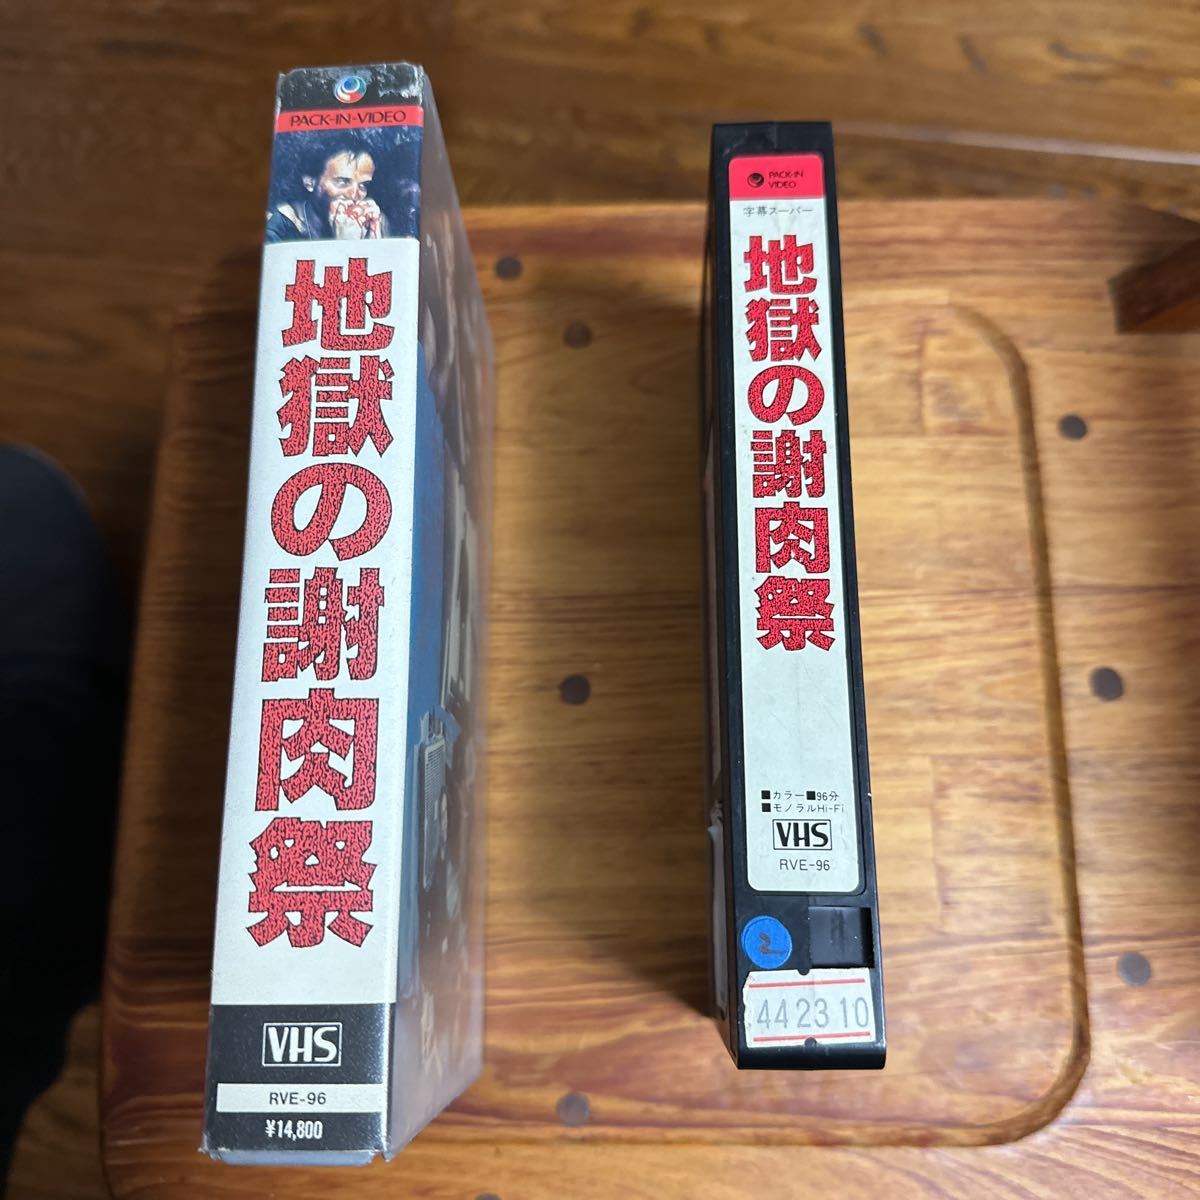 PACK-IN-VIDEO
地獄の謝肉祭
VHS
RVE-96
¥14,800
PACK-IN
VIDEO
字幕スーパー
地獄の謝肉祭
■カラー■96分
■モノラルHi-Fi
VHS
RVE-96
2
442310